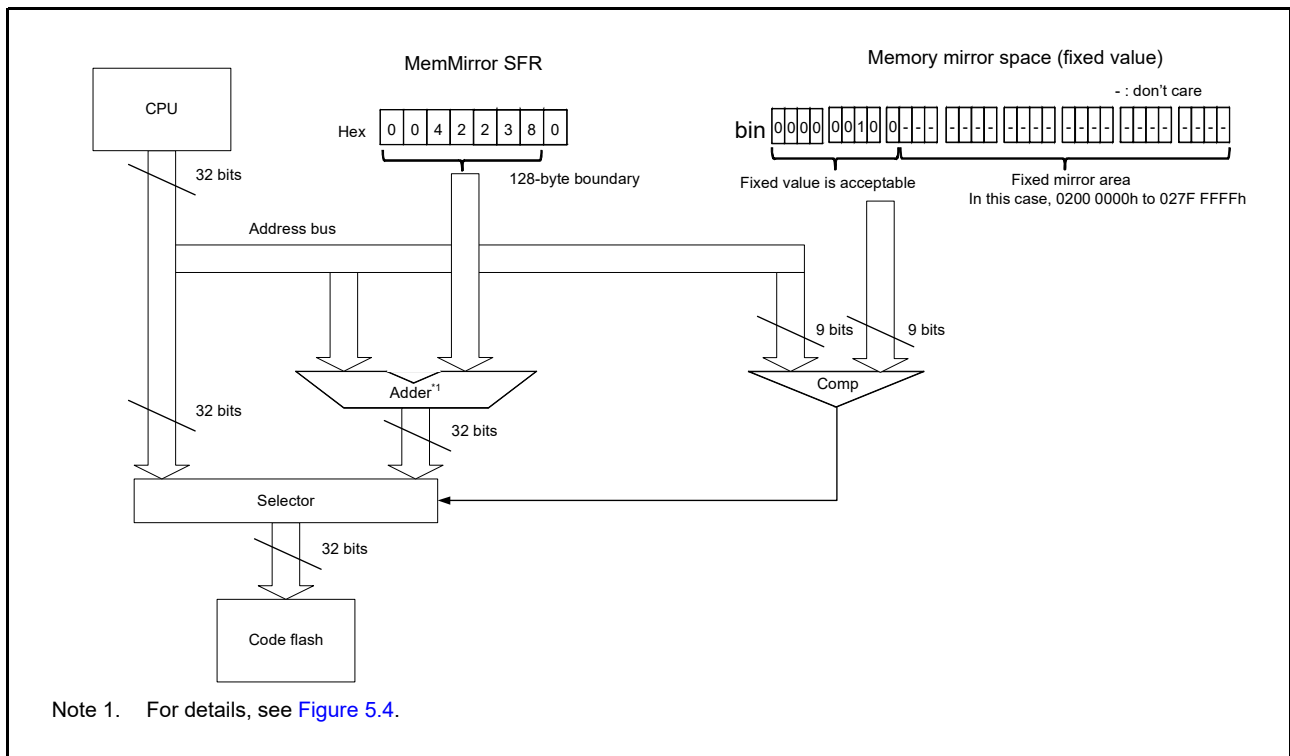 MemMirror SFR
Memory mirror space (fixed value)
- : don't care
CPU
Hex 0 0 4 2 2 3 8 0
bin 0000 0010 0--- ---- ---- ---- ---- ----
32 bits
128-byte boundary
Fixed value is acceptable
Fixed mirror area
In this case, 0200 0000h to 027F FFFFh
Address bus
9 bits
9 bits
Adder*1
Comp
32 bits
32 bits
Selector
32 bits
Code flash
Note 1. For details, see Figure 5.4.